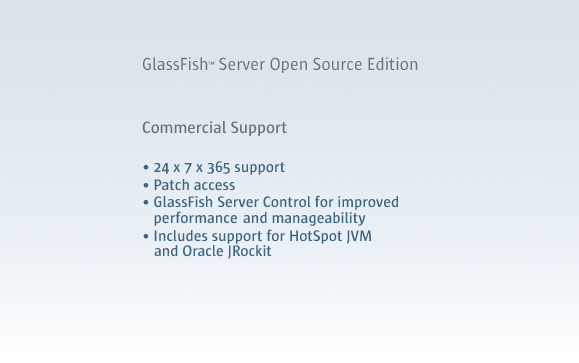 GlassFish™ Server Open Source Edition
Commercial Support
• 24 x 7 x 365 support
• Patch access
• GlassFish Server Control for improved
performance and manageability
• Includes support for HotSpot JVM
and Oracle JRockit